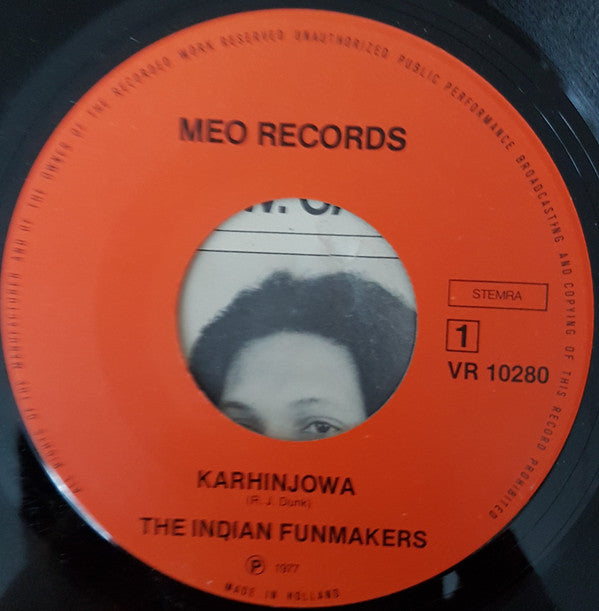 ALL RIGHTS OF THE MANUFACTURER AND OF THE OWNER OF THE RECORDED WORK RESERVED UNAUTHORIZED PUBLIC PERFORMANCE BROADCASTING AND COPYING OF THIS RECORD PROHIBITED
MEO RECORDS
STEMRA
1
VR 10280
KARHINJOWA
(R. J. Dunk)
THE INDIAN FUNMAKERS
Ⓟ 1977
MADE IN HOLLAND